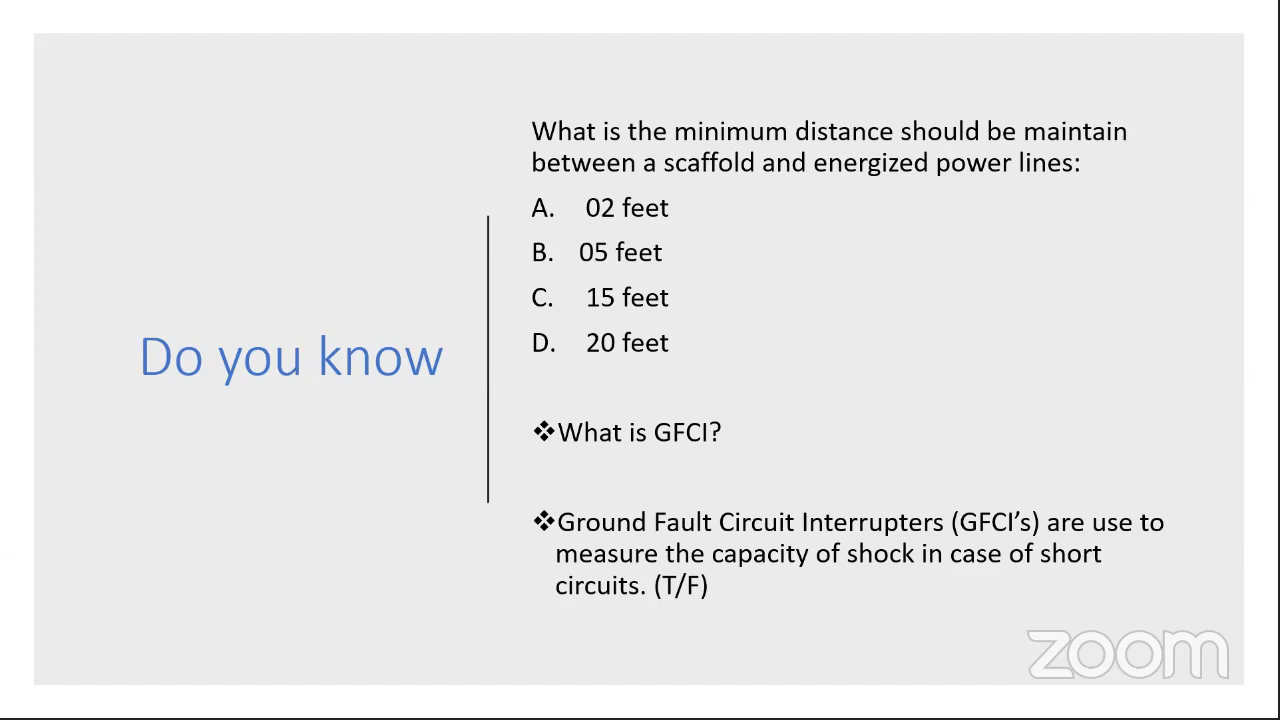 Do you know
What is the minimum distance should be maintain
between a scaffold and energized power lines:
A. 02 feet
B. 05 feet
C. 15 feet
D. 20 feet
❖What is GFCI?
❖Ground Fault Circuit Interrupters (GFCI’s) are use to
measure the capacity of shock in case of short
circuits. (T/F)
zoom